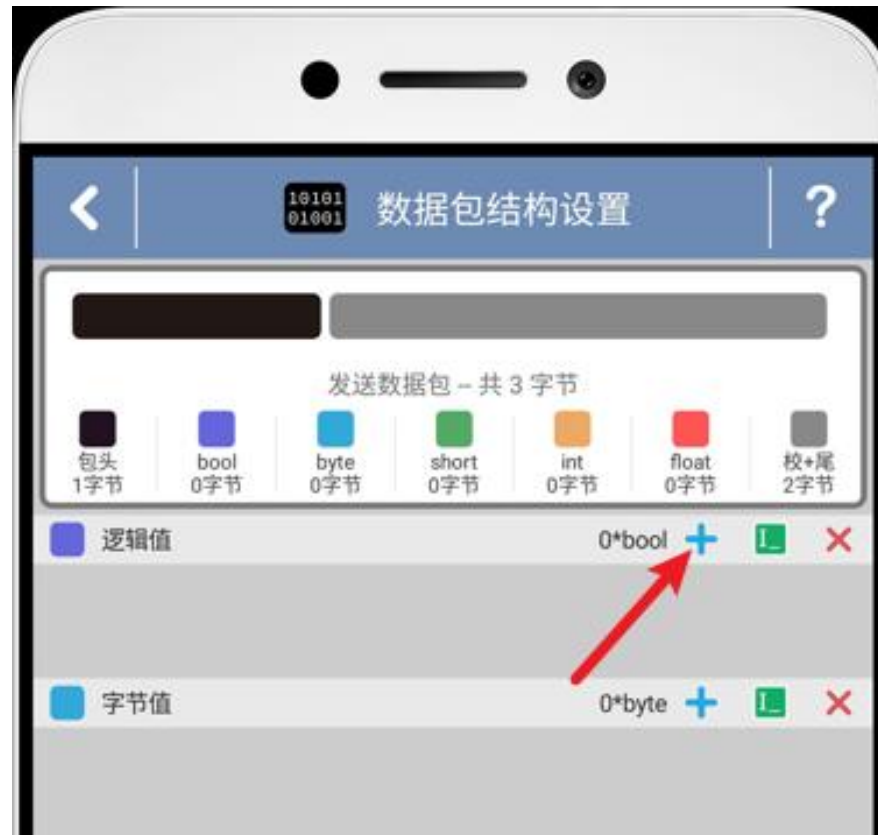 10101
01001
数据包结构设置
?
发送数据包 – 共 3 字节
包头
1字节
bool
0字节
byte
0字节
short
0字节
int
0字节
float
0字节
校+尾
2字节
逻辑值 0*bool
字节值 0*byte